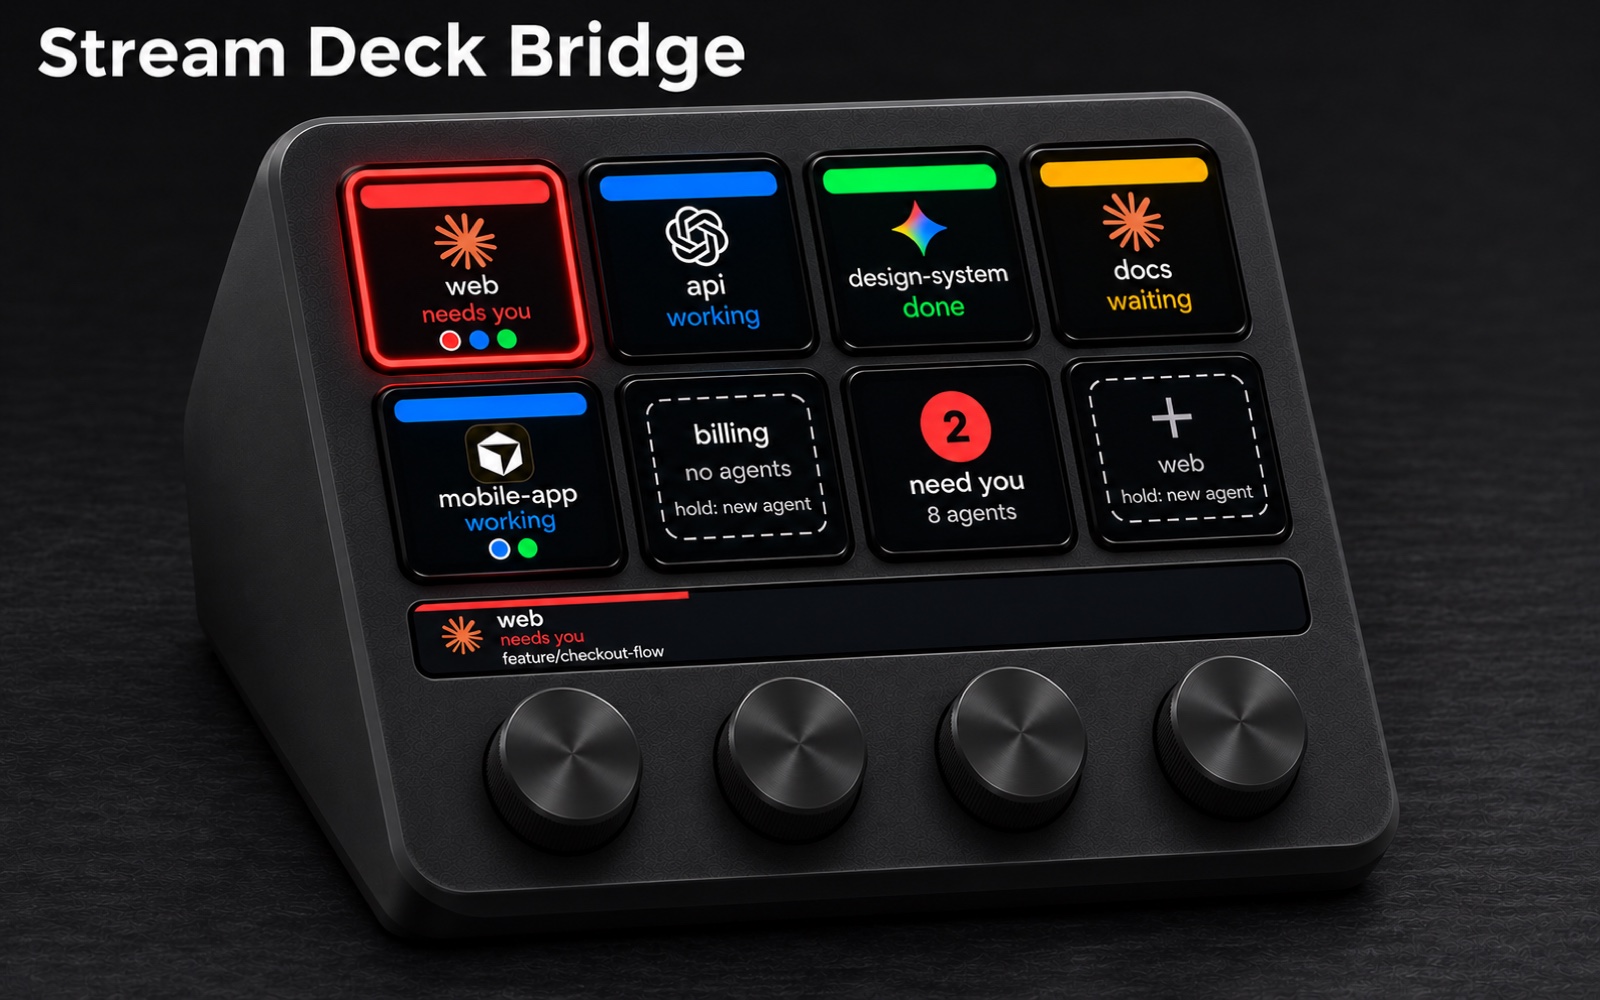 Stream Deck Bridge
web
needs you
api
working
design-system
done
docs
waiting
mobile-app
working
billing
no agents
hold: new agent
2
need you
8 agents
+
web
hold: new agent
web
needs you
feature/checkout-flow